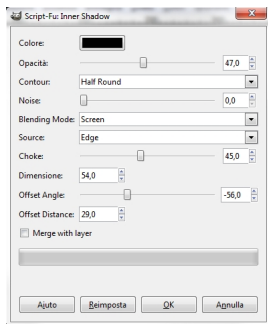 Script-Fu: Inner Shadow
Colore:
Opacità: 47,0
Contour: Half Round
Noise: 0,0
Blending Mode: Screen
Source: Edge
Choke: 45,0
Dimensione: 54,0
Offset Angle: -56,0
Offset Distance: 29,0
Merge with layer
Aiuto Reimposta OK Annulla